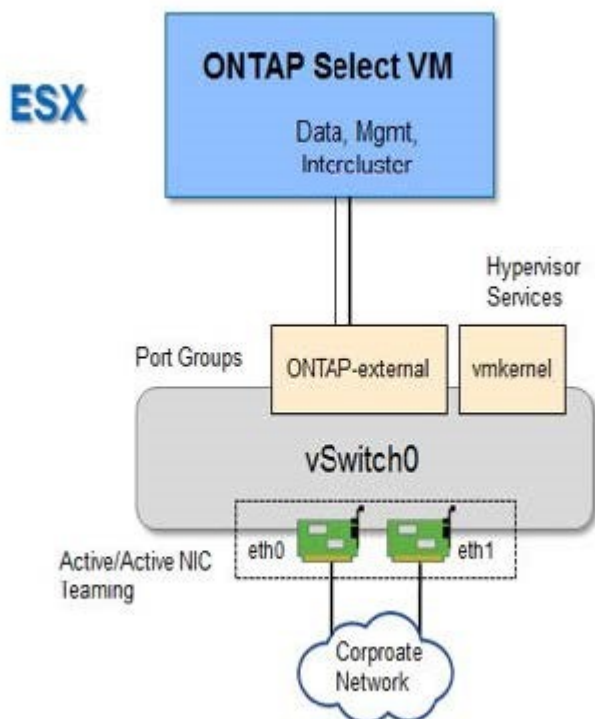 ESX
ONTAP Select VM
Data, Mgmt,
Intercluster
Hypervisor
Services
Port Groups
ONTAP-external
vmkernel
vSwitch0
eth0
eth1
Active/Active NIC
Teaming
Corproate
Network